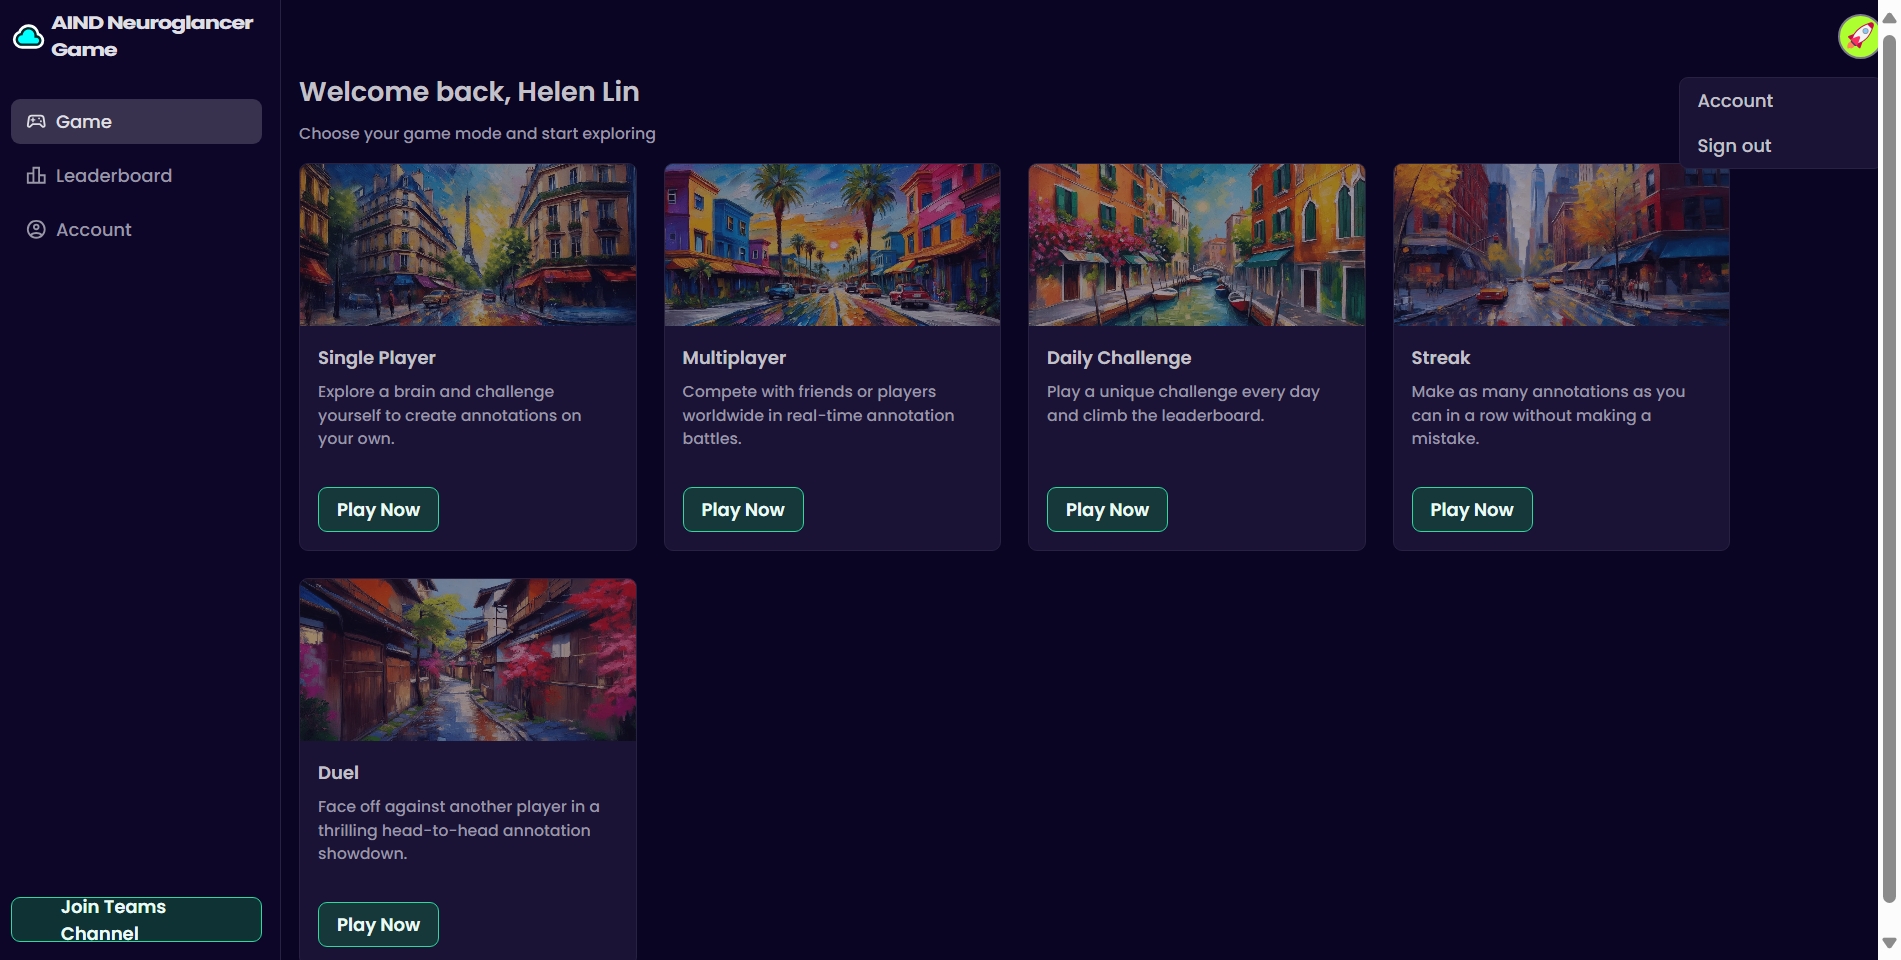 AIND Neuroglancer
Game
Game
Leaderboard
Account
Join Teams
Channel
Account
Sign out
Welcome back, Helen Lin
Choose your game mode and start exploring
Single Player
Explore a brain and challenge
yourself to create annotations on
your own.
Play Now
Multiplayer
Compete with friends or players
worldwide in real-time annotation
battles.
Play Now
Daily Challenge
Play a unique challenge every day
and climb the leaderboard.
Play Now
Streak
Make as many annotations as you
can in a row without making a
mistake.
Play Now
Duel
Face off against another player in a
thrilling head-to-head annotation
showdown.
Play Now